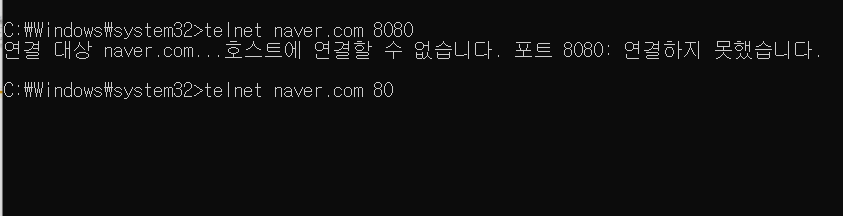 C:₩Windows₩system32>telnet naver.com 8080
연결 대상 naver.com...호스트에 연결할 수 없습니다. 포트 8080: 연결하지 못했습니다.
C:₩Windows₩system32>telnet naver.com 80